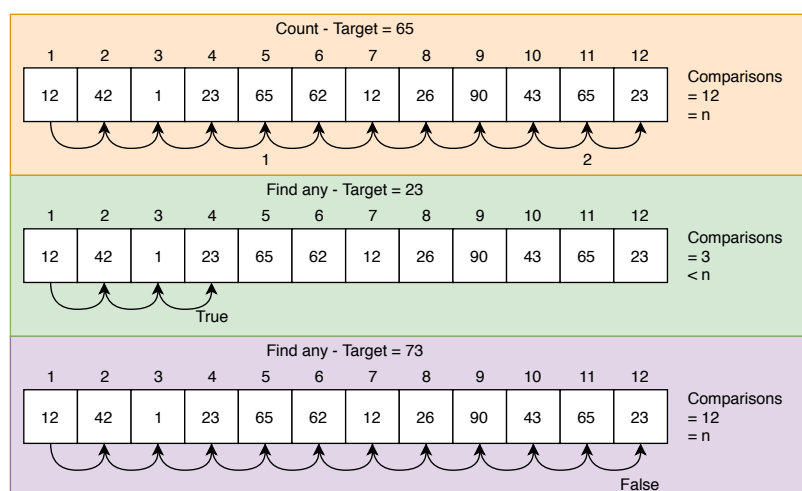 Count - Target = 65
1 2 3 4 5 6 7 8 9 10 11 12
12 42 1 23 65 62 12 26 90 43 65 23
Comparisons
= 12
= n
1 2
Find any - Target = 23
1 2 3 4 5 6 7 8 9 10 11 12
12 42 1 23 65 62 12 26 90 43 65 23
Comparisons
= 3
< n
True
Find any - Target = 73
1 2 3 4 5 6 7 8 9 10 11 12
12 42 1 23 65 62 12 26 90 43 65 23
Comparisons
= 12
= n
False